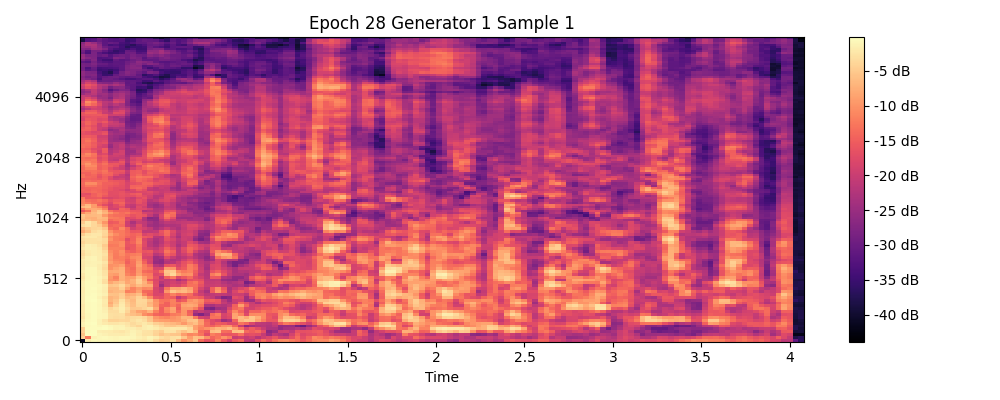 Epoch 28 Generator 1 Sample 1
Hz
4096
2048
1024
512
0
0
0.5
1
1.5
2
2.5
3
3.5
4
Time
-5 dB
-10 dB
-15 dB
-20 dB
-25 dB
-30 dB
-35 dB
-40 dB